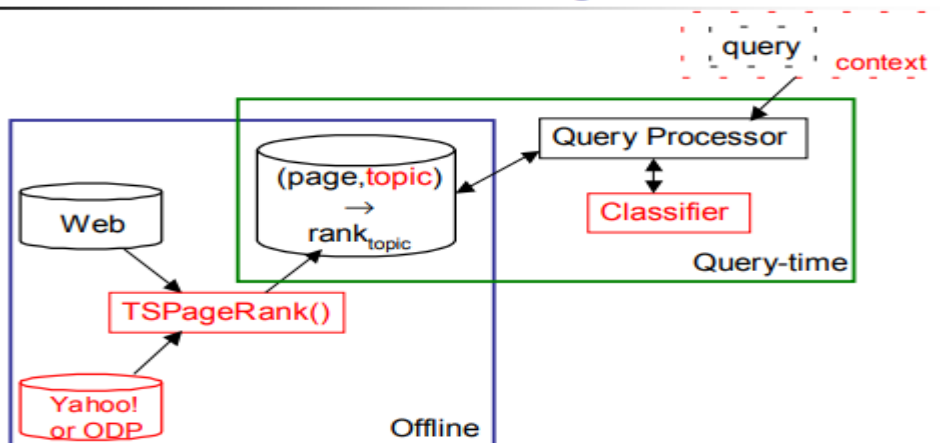 query
context
Query Processor
(page,topic)
→
rank_topic
Classifier
Web
Query-time
TSPageRank()
Yahoo!
or ODP
Offline